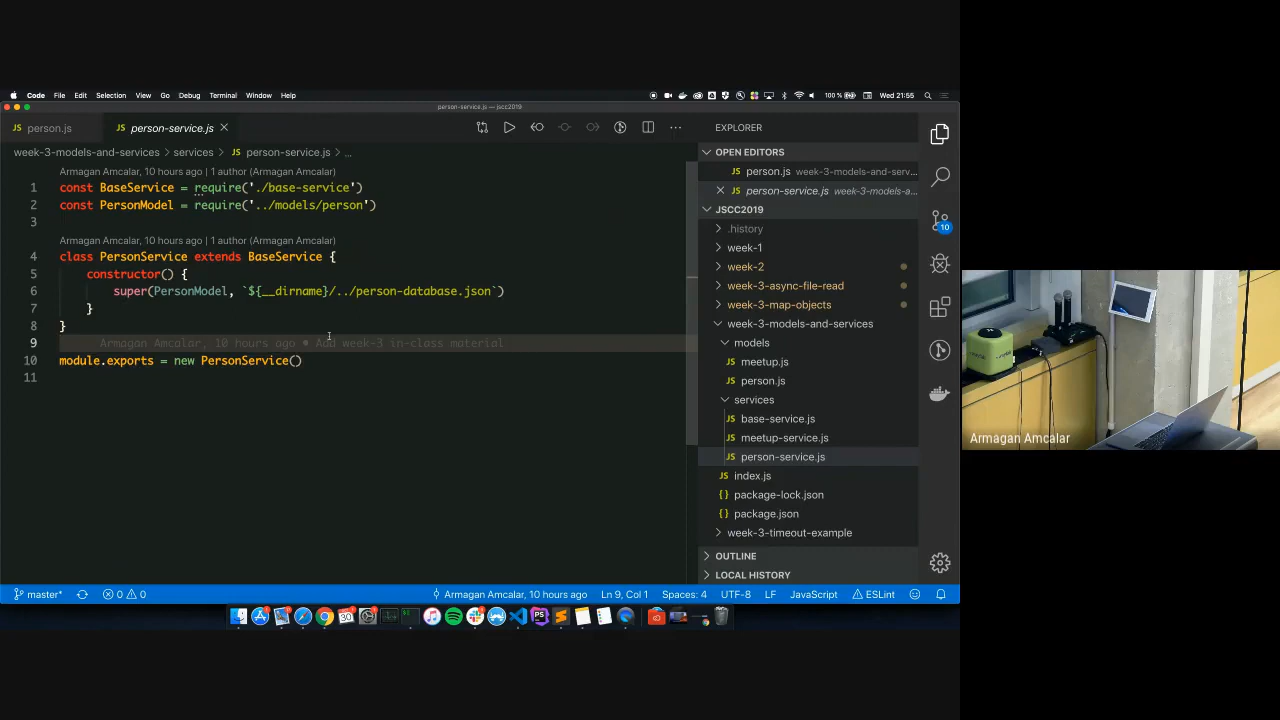 Code File Edit Selection View Go Debug Terminal Window Help
100 % Wed 21:55
person-service.js — jscc2019
JS person.js JS person-service.js
week-3-models-and-services > services > JS person-service.js > ...
Armagan Amcalar, 10 hours ago | 1 author (Armagan Amcalar)
1 const BaseService = require('./base-service')
2 const PersonModel = require('../models/person')
3
Armagan Amcalar, 10 hours ago | 1 author (Armagan Amcalar)
4 class PersonService extends BaseService {
5 constructor() {
6 super(PersonModel, `${__dirname}/../person-database.json`)
7 }
8 }
9 Armagan Amcalar, 10 hours ago • Add week-3 in-class material
10 module.exports = new PersonService()
11
EXPLORER
OPEN EDITORS
JS person.js week-3-models-and-serv...
JS person-service.js week-3-models-a...
JSCC2019
.history
week-1
week-2
week-3-async-file-read
week-3-map-objects
week-3-models-and-services
models
JS meetup.js
JS person.js
services
JS base-service.js
JS meetup-service.js
JS person-service.js
JS index.js
{} package-lock.json
{} package.json
week-3-timeout-example
OUTLINE
LOCAL HISTORY
10
master* 0 0 Armagan Amcalar, 10 hours ago Ln 9, Col 1 Spaces: 4 UTF-8 LF JavaScript ESLint
30
PS
Armagan Amcalar